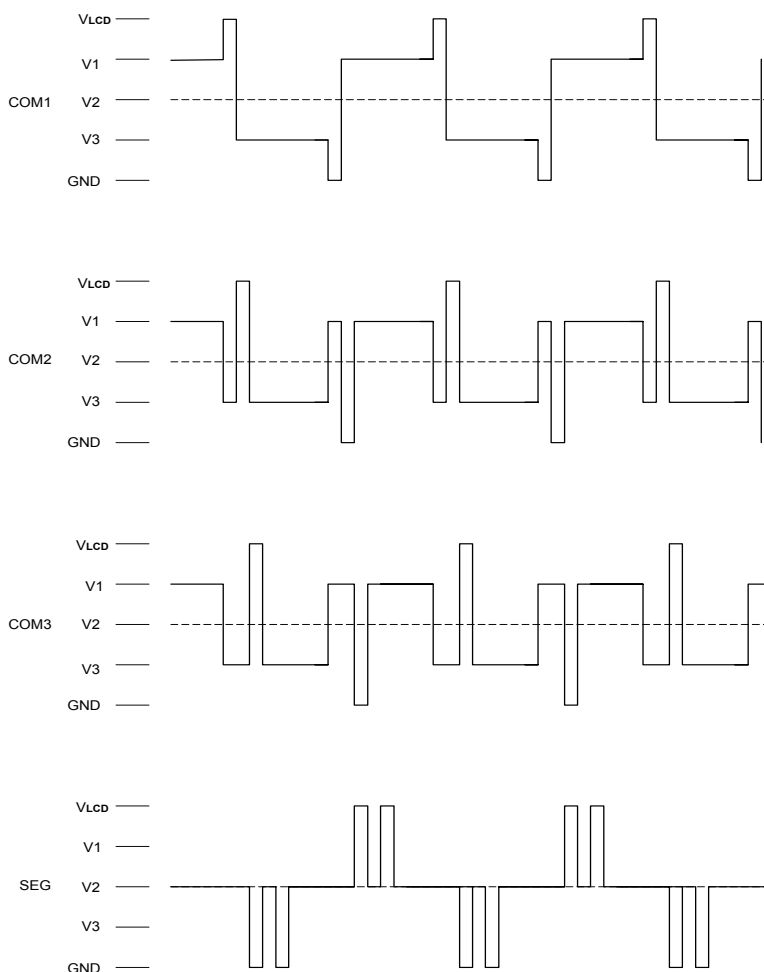 VLCD
V1
COM1
V2
V3
GND
VLCD
V1
COM2
V2
V3
GND
VLCD
V1
COM3
V2
V3
GND
VLCD
V1
SEG
V2
V3
GND